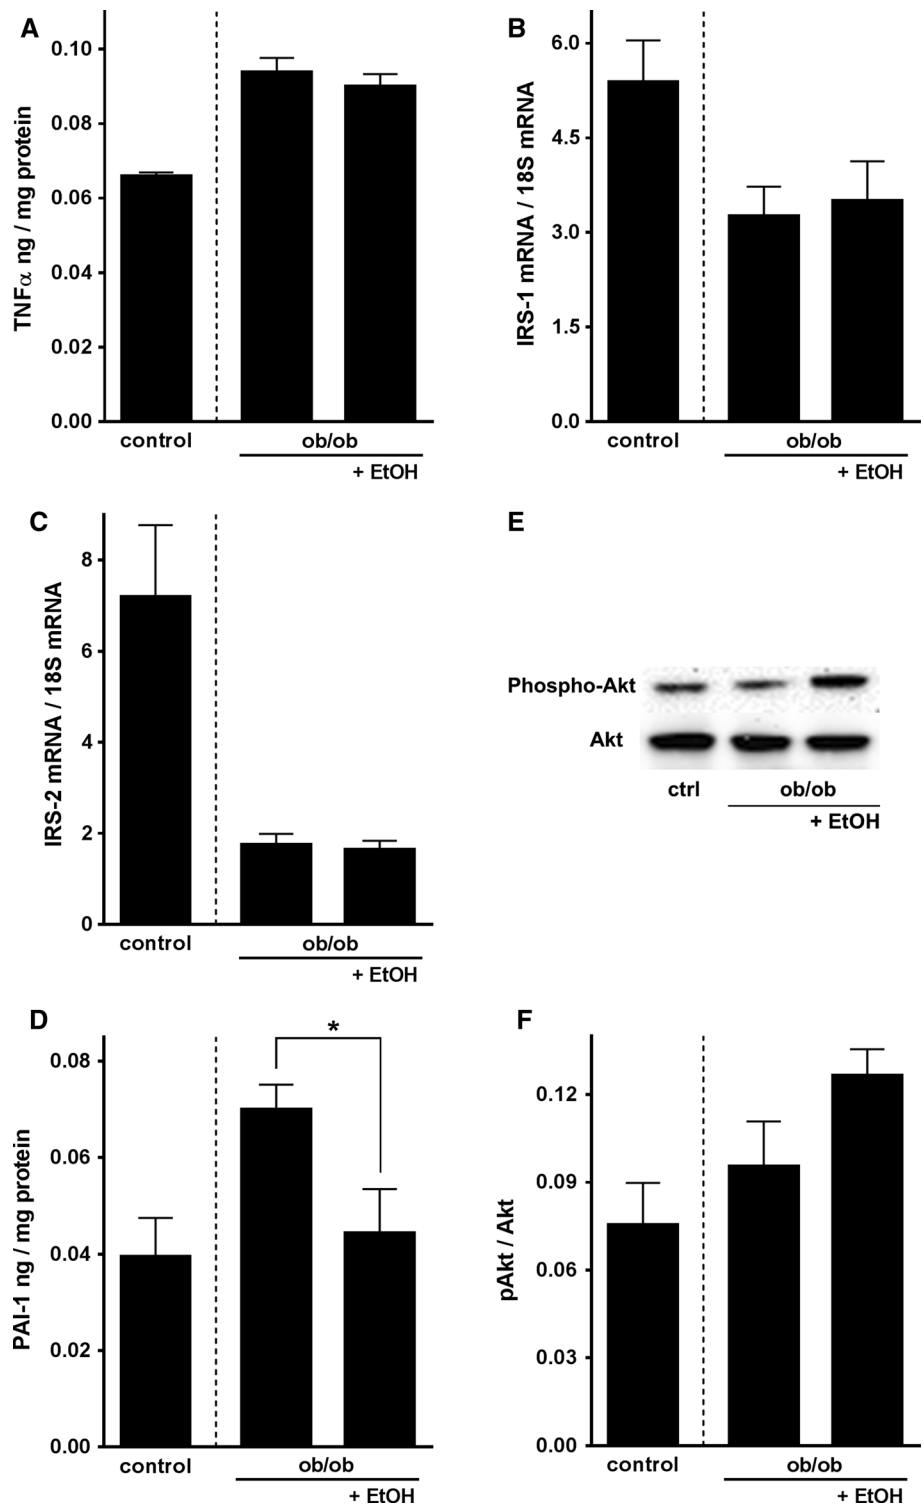 A
TNFα ng / mg protein
0.10
0.08
0.06
0.04
0.02
0.00
control
ob/ob
+ EtOH
B
IRS-1 mRNA / 18S mRNA
6.0
4.5
3.0
1.5
0.0
control
ob/ob
+ EtOH
C
IRS-2 mRNA / 18S mRNA
8
6
4
2
0
control
ob/ob
+ EtOH
E
Phospho-Akt
Akt
ctrl
ob/ob
+ EtOH
D
PAI-1 ng / mg protein
0.08
0.06
0.04
0.02
0.00
*
control
ob/ob
+ EtOH
F
pAkt / Akt
0.12
0.09
0.06
0.03
0.00
control
ob/ob
+ EtOH